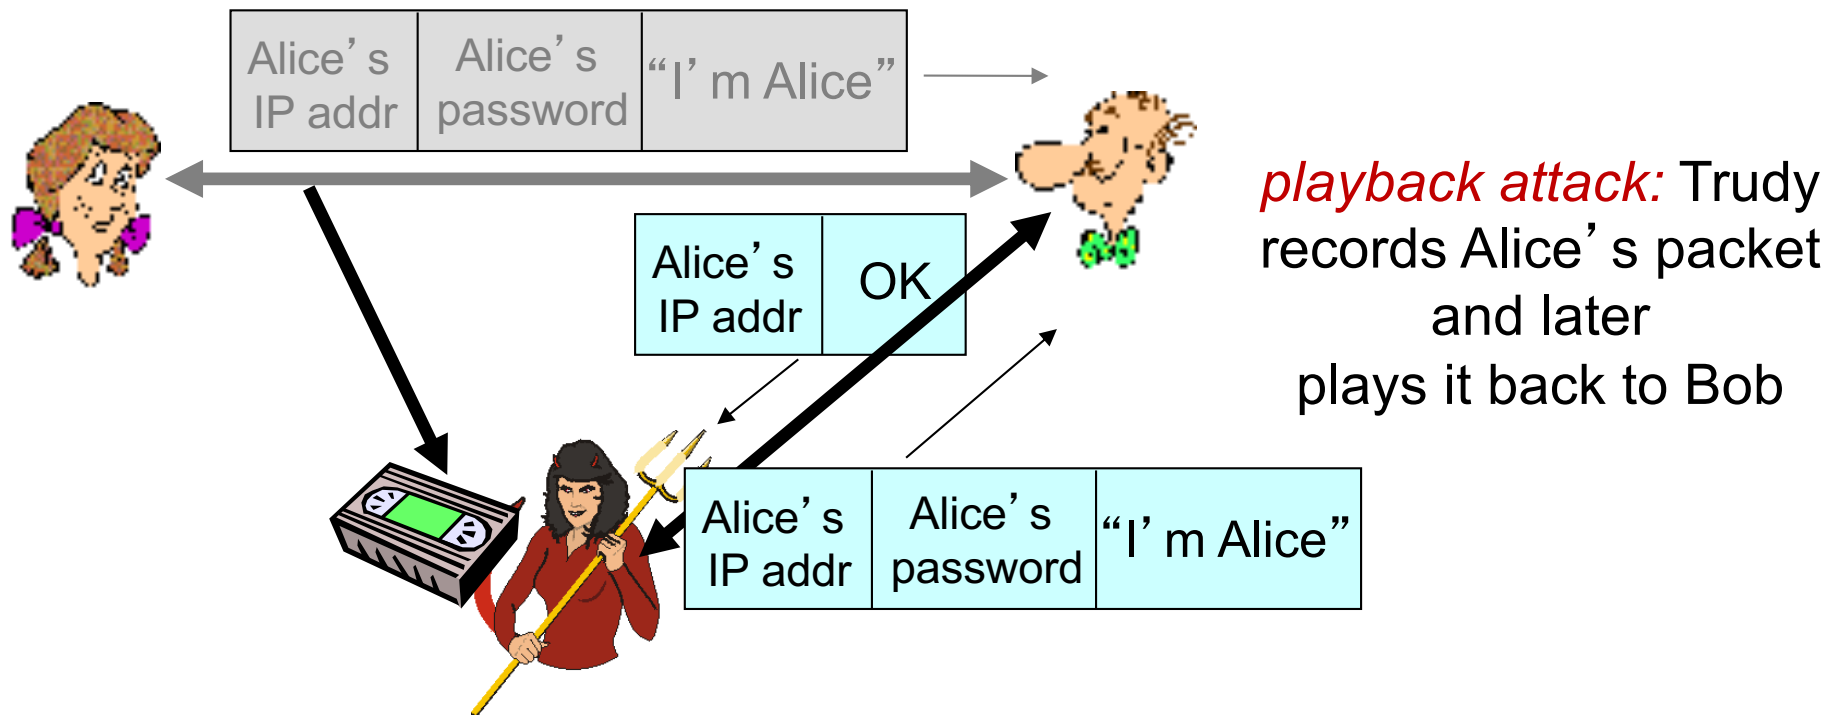 Alice’s
IP addr
Alice’s
password
“I’m Alice”
Alice’s
IP addr
OK
playback attack: Trudy
records Alice’s packet
and later
plays it back to Bob
Alice’s
IP addr
Alice’s
password
“I’m Alice”